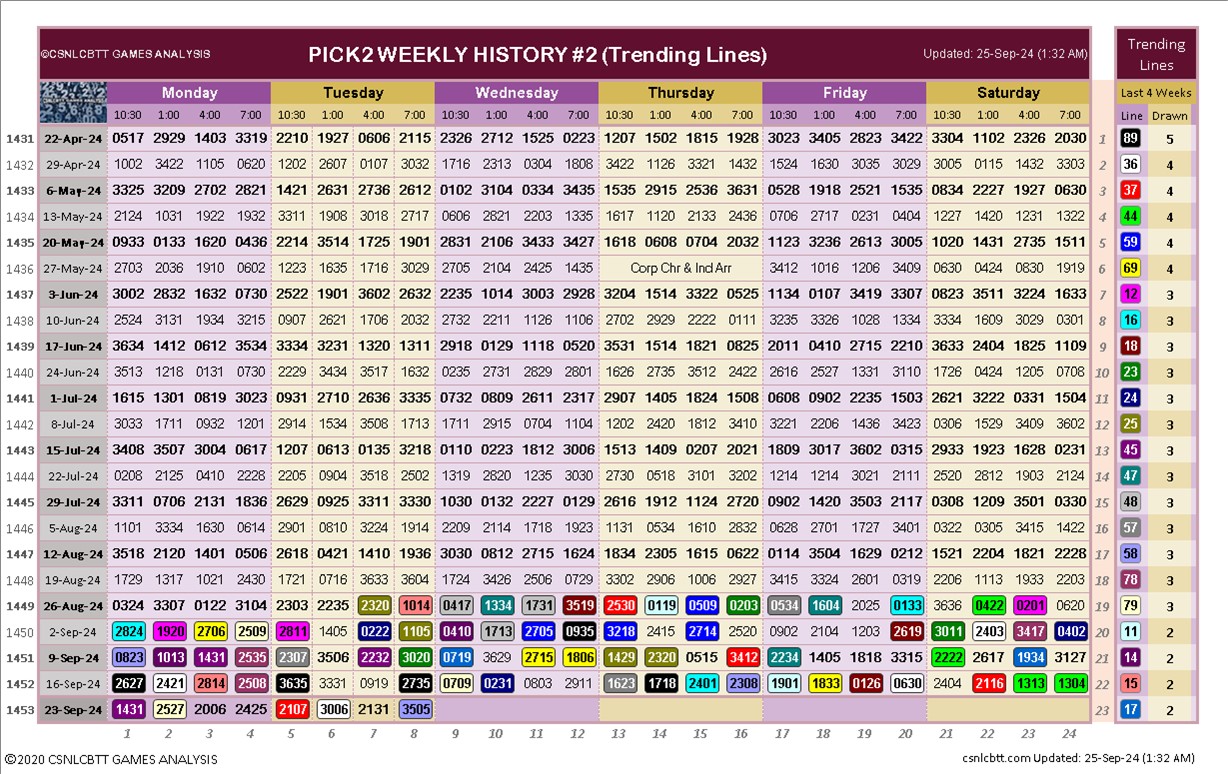 ©CSNLCBTT GAMES ANALYSIS PICK2 WEEKLY HISTORY #2 (Trending Lines) Updated: 25-Sep-24 (1:32 AM) Trending Lines
Monday Tuesday Wednesday Thursday Friday Saturday Last 4 Weeks
10:30 1:00 4:00 7:00 10:30 1:00 4:00 7:00 10:30 1:00 4:00 7:00 10:30 1:00 4:00 7:00 10:30 1:00 4:00 7:00 10:30 1:00 4:00 7:00 Line Drawn
1431 22-Apr-24 0517 2929 1403 3319 2210 1927 0606 2115 2326 2712 1525 0223 1207 1502 1815 1928 3023 3405 2823 3422 3304 1102 2326 2030 1 89 5
1432 29-Apr-24 1002 3422 1105 0620 1202 2607 0107 3032 1716 2313 0304 1808 3422 1126 3321 1432 1524 1630 3035 3029 3005 0115 1432 3303 2 36 4
1433 6-May-24 3325 3209 2702 2821 1421 2631 2736 2612 0102 3104 0334 3435 1535 2915 2536 3631 0528 1918 2521 1535 0834 2227 1927 0630 3 37 4
1434 13-May-24 2124 1031 1922 1932 3311 1908 3018 2717 0606 2821 2203 1335 1617 1120 2133 2436 0706 2717 0231 0404 1227 1420 1231 1322 4 44 4
1435 20-May-24 0933 0133 1620 0436 2214 3514 1725 1901 2831 2106 3433 3427 1618 0608 0704 2032 1123 3236 2613 3005 1020 1431 2735 1511 5 59 4
1436 27-May-24 2703 2036 1910 0602 1223 1635 1716 3029 2705 2104 2425 1435 Corp Chr & Ind Arr 3412 1016 1206 3409 0630 0424 0830 1919 6 69 4
1437 3-Jun-24 3002 2832 1632 0730 2522 1901 3602 2632 2235 1014 3003 2928 3204 1514 3322 0525 1134 0107 3419 3307 0823 3511 3224 1633 7 12 3
1438 10-Jun-24 2524 3131 1934 3215 0907 2621 1706 2032 2732 2211 1126 1106 2702 2929 2222 0111 3235 3326 1028 1334 3334 1609 3029 0301 8 16 3
1439 17-Jun-24 3634 1412 0612 3534 3334 3231 1320 1311 2918 0129 1118 0520 3531 1514 1821 0825 2011 0410 2715 2210 3633 2404 1825 1109 9 18 3
1440 24-Jun-24 3513 1218 0131 0730 2229 3434 3517 1632 0235 2731 2829 2801 1626 2735 3512 2422 2616 2527 1331 3110 1726 0424 1205 0708 10 23 3
1441 1-Jul-24 1615 1301 0819 3023 0931 2710 2636 3335 0732 0809 2611 2317 2907 1405 1824 1508 0608 0902 2235 1503 2621 3222 0331 1504 11 24 3
1442 8-Jul-24 3033 1711 0932 1201 2914 1534 3508 1713 1711 2915 0704 1104 1202 2420 1812 3410 3221 2206 1436 3423 0306 1529 3409 3602 12 25 3
1443 15-Jul-24 3408 3507 3004 0617 1207 0613 0135 3218 0110 0223 1812 3006 1513 1409 0207 2021 1809 3017 3602 0315 2933 1923 1628 0231 13 45 3
1444 22-Jul-24 0208 2125 0410 2228 2205 0904 3518 2502 1319 2820 1235 3030 2730 0518 3101 3202 1214 1214 3021 2111 2520 2812 1903 2124 14 47 3
1445 29-Jul-24 3311 0706 2131 1836 2629 0925 3311 3330 1030 0132 2227 0129 2616 1912 1124 2720 0902 1420 3503 2117 0308 1209 3501 0330 15 48 3
1446 5-Aug-24 1101 3334 1630 0614 2901 0810 3224 1914 2209 2114 1718 1923 1131 0534 1610 2832 0628 2701 1727 3401 0322 0305 3415 1422 16 57 3
1447 12-Aug-24 3518 2120 1401 0506 2618 0421 1410 1936 3030 0812 2715 1624 1834 2305 1615 0622 0114 3504 1629 0212 1521 2204 1821 2228 17 58 3
1448 19-Aug-24 1729 1317 1021 2430 1721 0716 3633 3604 1724 3426 2506 0729 3302 2906 1006 2927 3415 3324 2801 0319 2206 1113 1933 2203 18 78 3
1449 26-Aug-24 0324 3307 0122 3104 2303 2235 2320 1014 0417 1334 1731 3519 2530 0119 0509 0203 0534 1604 2025 0133 3636 0422 0201 0620 19 79 3
1450 2-Sep-24 2824 1920 2706 2509 2811 1405 0222 1105 0410 1713 2705 0935 3218 2415 2714 2520 0902 2104 1203 2619 3011 2403 3417 0402 20 11 2
1451 9-Sep-24 0823 1013 1431 2535 2307 3506 2232 3020 0719 3629 2715 1806 1429 2320 0515 3412 2234 1405 1818 3315 2222 2617 1934 3127 21 14 2
1452 16-Sep-24 2627 2421 2814 2508 3635 3331 0919 2735 0709 0231 0803 2911 1623 1718 2401 2308 1901 1833 0126 0630 2404 2116 1313 1304 22 15 2
1453 23-Sep-24 1431 2527 2006 2425 2107 3006 2131 3505 23 17 2
1 2 3 4 5 6 7 8 9 10 11 12 13 14 15 16 17 18 19 20 21 22 23 24
©2020 CSNLCBTT GAMES ANALYSIS csnlcbtt.com Updated: 25-Sep-24 (1:32 AM)